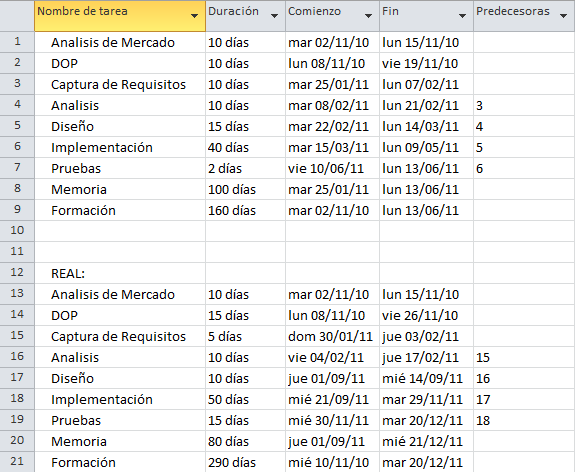 Nombre de tarea Duración Comienzo Fin Predecesoras
1 Analisis de Mercado 10 días mar 02/11/10 lun 15/11/10
2 DOP 10 días lun 08/11/10 vie 19/11/10
3 Captura de Requisitos 10 días mar 25/01/11 lun 07/02/11
4 Analisis 10 días mar 08/02/11 lun 21/02/11 3
5 Diseño 15 días mar 22/02/11 lun 14/03/11 4
6 Implementación 40 días mar 15/03/11 lun 09/05/11 5
7 Pruebas 2 días vie 10/06/11 lun 13/06/11 6
8 Memoria 100 días mar 25/01/11 lun 13/06/11
9 Formación 160 días mar 02/11/10 lun 13/06/11
10
11
12 REAL:
13 Analisis de Mercado 10 días mar 02/11/10 lun 15/11/10
14 DOP 15 días lun 08/11/10 vie 26/11/10
15 Captura de Requisitos 5 días dom 30/01/11 jue 03/02/11
16 Analisis 10 días vie 04/02/11 jue 17/02/11 15
17 Diseño 10 días jue 01/09/11 mié 14/09/11 16
18 Implementación 50 días mié 21/09/11 mar 29/11/11 17
19 Pruebas 15 días mié 30/11/11 mar 20/12/11 18
20 Memoria 80 días jue 01/09/11 mié 21/12/11
21 Formación 290 días mié 10/11/10 mar 20/12/11